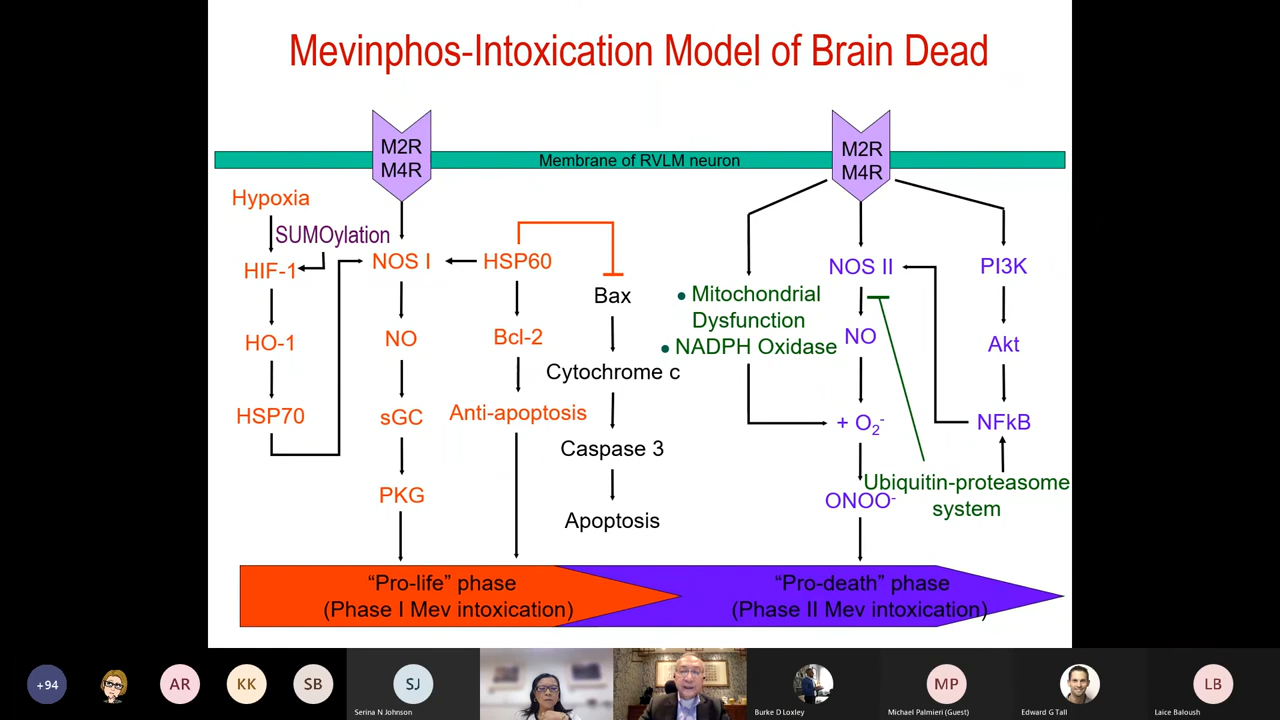 Mevinphos-Intoxication Model of Brain Dead
M2R
M4R
Membrane of RVLM neuron
M2R
M4R
Hypoxia
SUMOylation
HIF-1
HO-1
HSP70
NOS I
NO
sGC
PKG
HSP60
Bcl-2
Anti-apoptosis
Bax
Cytochrome c
Caspase 3
Apoptosis
• Mitochondrial
Dysfunction
• NADPH Oxidase
NOS II
NO
+ O₂⁻
ONOO⁻
PI3K
Akt
NFkB
Ubiquitin-proteasome
system
“Pro-life” phase
(Phase I Mev intoxication)
“Pro-death” phase
(Phase II Mev intoxication)
+94
AR
KK
SB
SJ
Serina N Johnson
Burke D Loxley
MP
Michael Palmieri (Guest)
Edward G Tall
LB
Laice Baloush